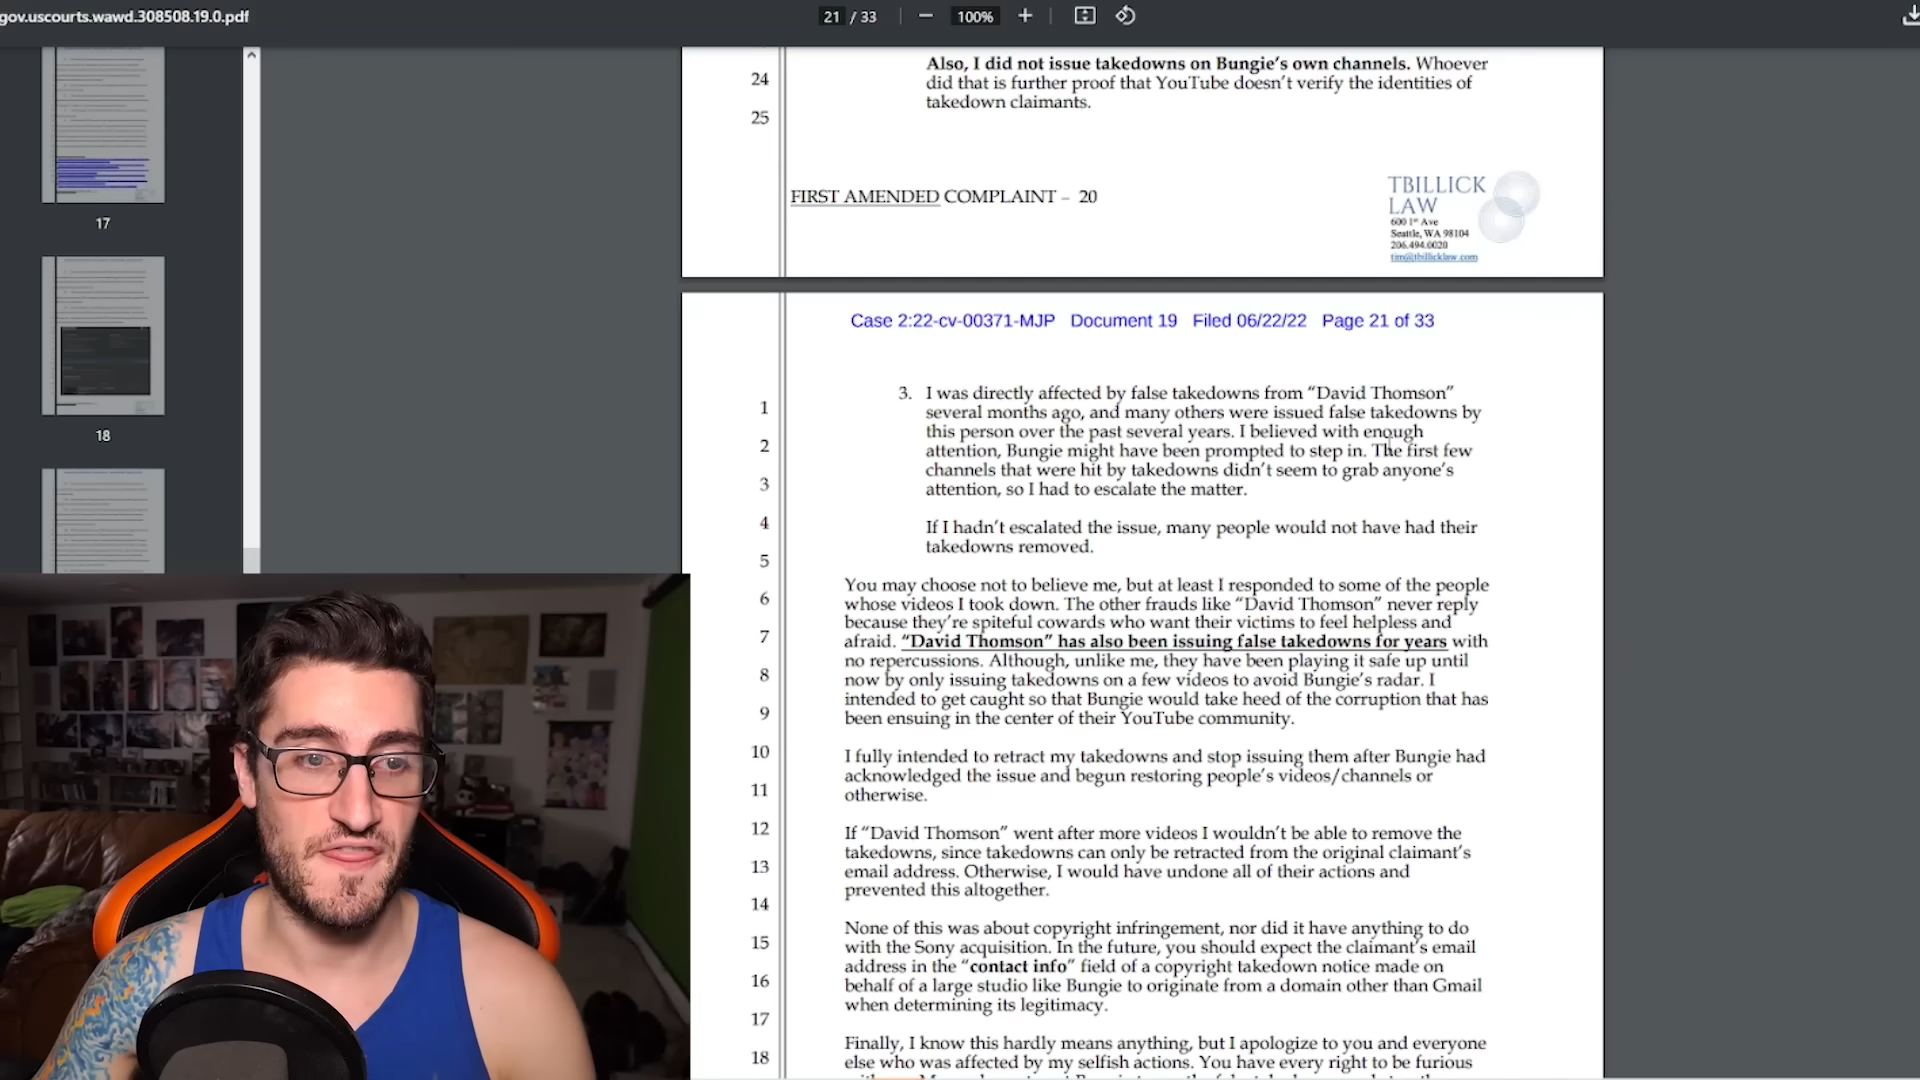 gov.uscourts.wawd.308508.19.0.pdf
21 / 33
100%
17
18
Also, I did not issue takedowns on Bungie's own channels. Whoever
24
did that is further proof that YouTube doesn't verify the identities of
takedown claimants.
25
FIRST AMENDED COMPLAINT – 20
TBILLICK
LAW
600 1st Ave
Seattle, WA 98104
206.494.0020
tim@tbillicklaw.com
Case 2:22-cv-00371-MJP Document 19 Filed 06/22/22 Page 21 of 33
3. I was directly affected by false takedowns from "David Thomson"
1
several months ago, and many others were issued false takedowns by
this person over the past several years. I believed with enough
2
attention, Bungie might have been prompted to step in. The first few
channels that were hit by takedowns didn't seem to grab anyone's
3
attention, so I had to escalate the matter.
4
If I hadn't escalated the issue, many people would not have had their
takedowns removed.
5
You may choose not to believe me, but at least I responded to some of the people
6
whose videos I took down. The other frauds like "David Thomson" never reply
because they're spiteful cowards who want their victims to feel helpless and
7
afraid. "David Thomson" has also been issuing false takedowns for years with
no repercussions. Although, unlike me, they have been playing it safe up until
8
now by only issuing takedowns on a few videos to avoid Bungie's radar. I
intended to get caught so that Bungie would take heed of the corruption that has
9
been ensuing in the center of their YouTube community.
10
I fully intended to retract my takedowns and stop issuing them after Bungie had
acknowledged the issue and begun restoring people's videos/channels or
11
otherwise.
12
If "David Thomson" went after more videos I wouldn't be able to remove the
takedowns, since takedowns can only be retracted from the original claimant's
13
email address. Otherwise, I would have undone all of their actions and
prevented this altogether.
14
None of this was about copyright infringement, nor did it have anything to do
15
with the Sony acquisition. In the future, you should expect the claimant's email
address in the "contact info" field of a copyright takedown notice made on
16
behalf of a large studio like Bungie to originate from a domain other than Gmail
when determining its legitimacy.
17
Finally, I know this hardly means anything, but I apologize to you and everyone
18
else who was affected by my selfish actions. You have every right to be furious